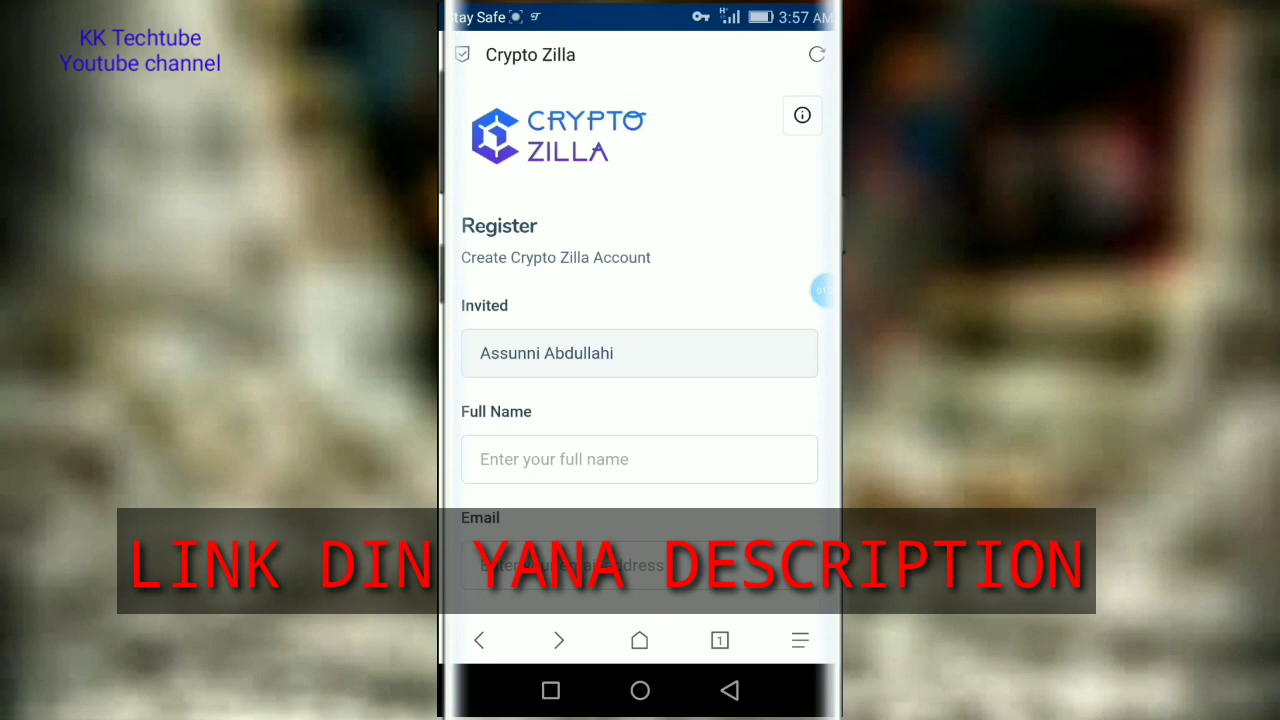 KK Techtube
Youtube channel
Stay Safe
3:57 AM
Crypto Zilla
CRYPTO
ZILLA
Register
Create Crypto Zilla Account
Invited
Assunni Abdullahi
Full Name
Enter your full name
Email
LINK DIN YANA DESCRIPTION
1